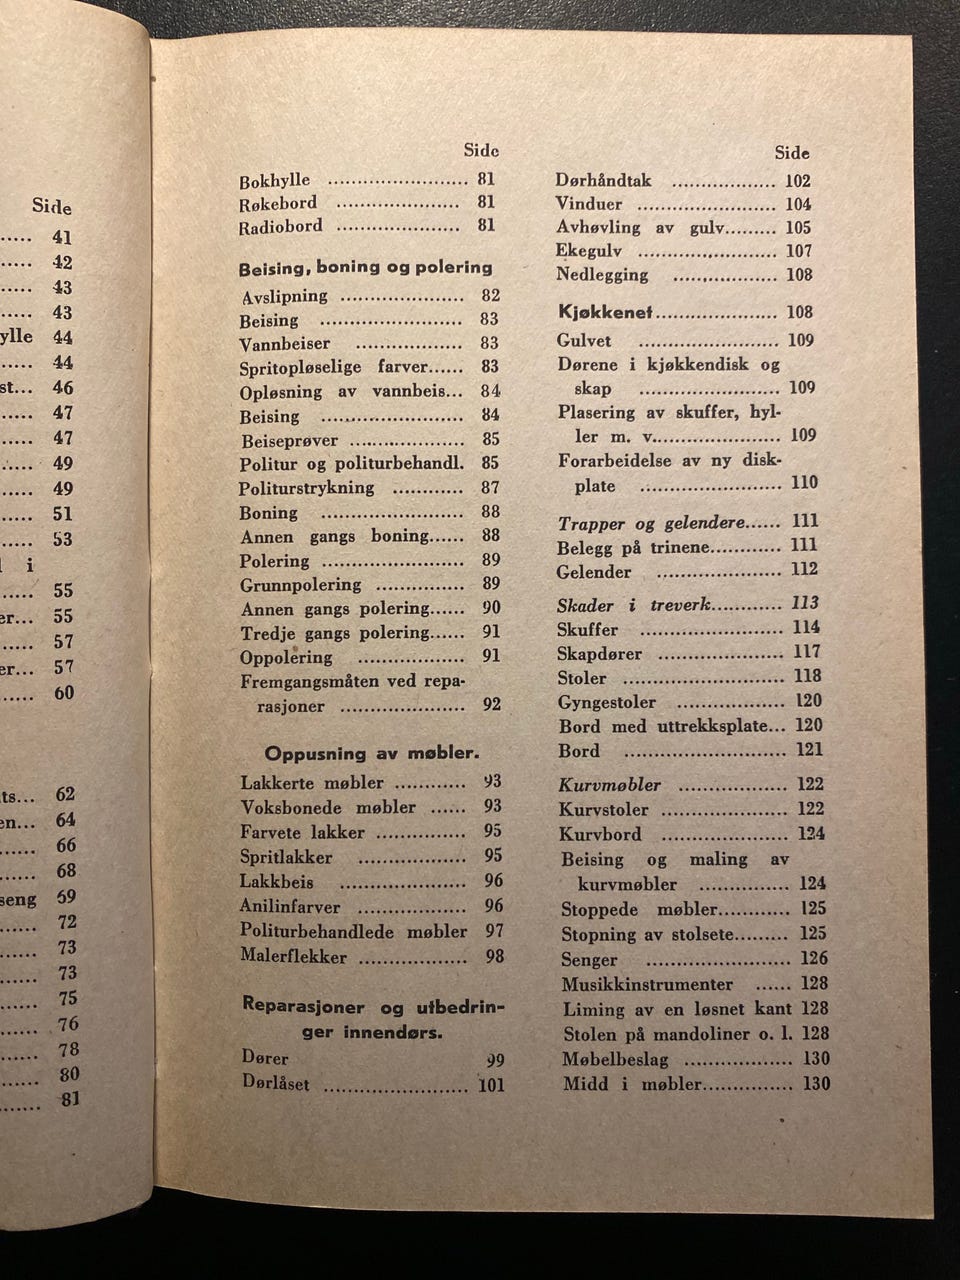 Side
..... 41
..... 42
..... 43
..... 43
ylle 44
..... 44
st... 46
..... 47
..... 47
..... 49
..... 49
..... 51
..... 53
i
..... 55
er... 55
..... 57
er... 57
..... 60
ts... 62
en... 64
...... 66
...... 68
seng 69
...... 72
...... 73
...... 73
...... 75
...... 76
...... 78
...... 80
....... 81
Side
Bokhylle ........................ 81
Røkebord ..................... 81
Radiobord ..................... 81
Beising, boning og polering
Avslipning ..................... 82
Beising ........................ 83
Vannbeiser .................. 83
Spritopløselige farver...... 83
Opløsning av vannbeis... 84
Beising ........................ 84
Beiseprøver .................... 85
Politur og politurbehandl. 85
Politurstrykning ............ 87
Boning ........................ 88
Annen gangs boning...... 88
Polering ........................ 89
Grunnpolering ............... 89
Annen gangs polering...... 90
Tredje gangs polering...... 91
Oppolering .................. 91
Fremgangsmåten ved repa-
rasjoner ..................... 92
Oppusning av møbler.
Lakkerte møbler ............ 93
Voksbonede møbler ...... 93
Farvete lakker ............... 95
Spritlakker .................. 95
Lakkbeis ..................... 96
Anilinfarver .................. 96
Politurbehandlede møbler 97
Malerflekker .................. 98
Reparasjoner og utbedrin-
ger innendørs.
Dører 99
Dørlåset ........................ 101
Side
Dørhåndtak .................. 102
Vinduer ........................ 104
Avhøvling av gulv......... 105
Ekegulv ........................ 107
Nedlegging .................. 108
Kjøkkenet..................... 108
Gulvet ........................ 109
Dørene i kjøkkendisk og
skap ........................ 109
Plasering av skuffer, hyl-
ler m. v...................... 109
Forarbeidelse av ny disk-
plate ........................ 110
Trapper og gelendere...... 111
Belegg på trinene............ 111
Gelender ..................... 112
Skader i treverk............ 113
Skuffer ........................ 114
Skapdører ..................... 117
Stoler ........................... 118
Gyngestoler .................. 120
Bord med uttrekksplate... 120
Bord ........................... 121
Kurvmøbler .................. 122
Kurvstoler ..................... 122
Kurvbord ..................... 124
Beising og maling av
kurvmøbler ............... 124
Stoppede møbler............ 125
Stopning av stolsete......... 125
Senger ........................ 126
Musikkinstrumenter ...... 128
Liming av en løsnet kant 128
Stolen på mandoliner o. l. 128
Møbelbeslag .................. 130
Midd i møbler............... 130